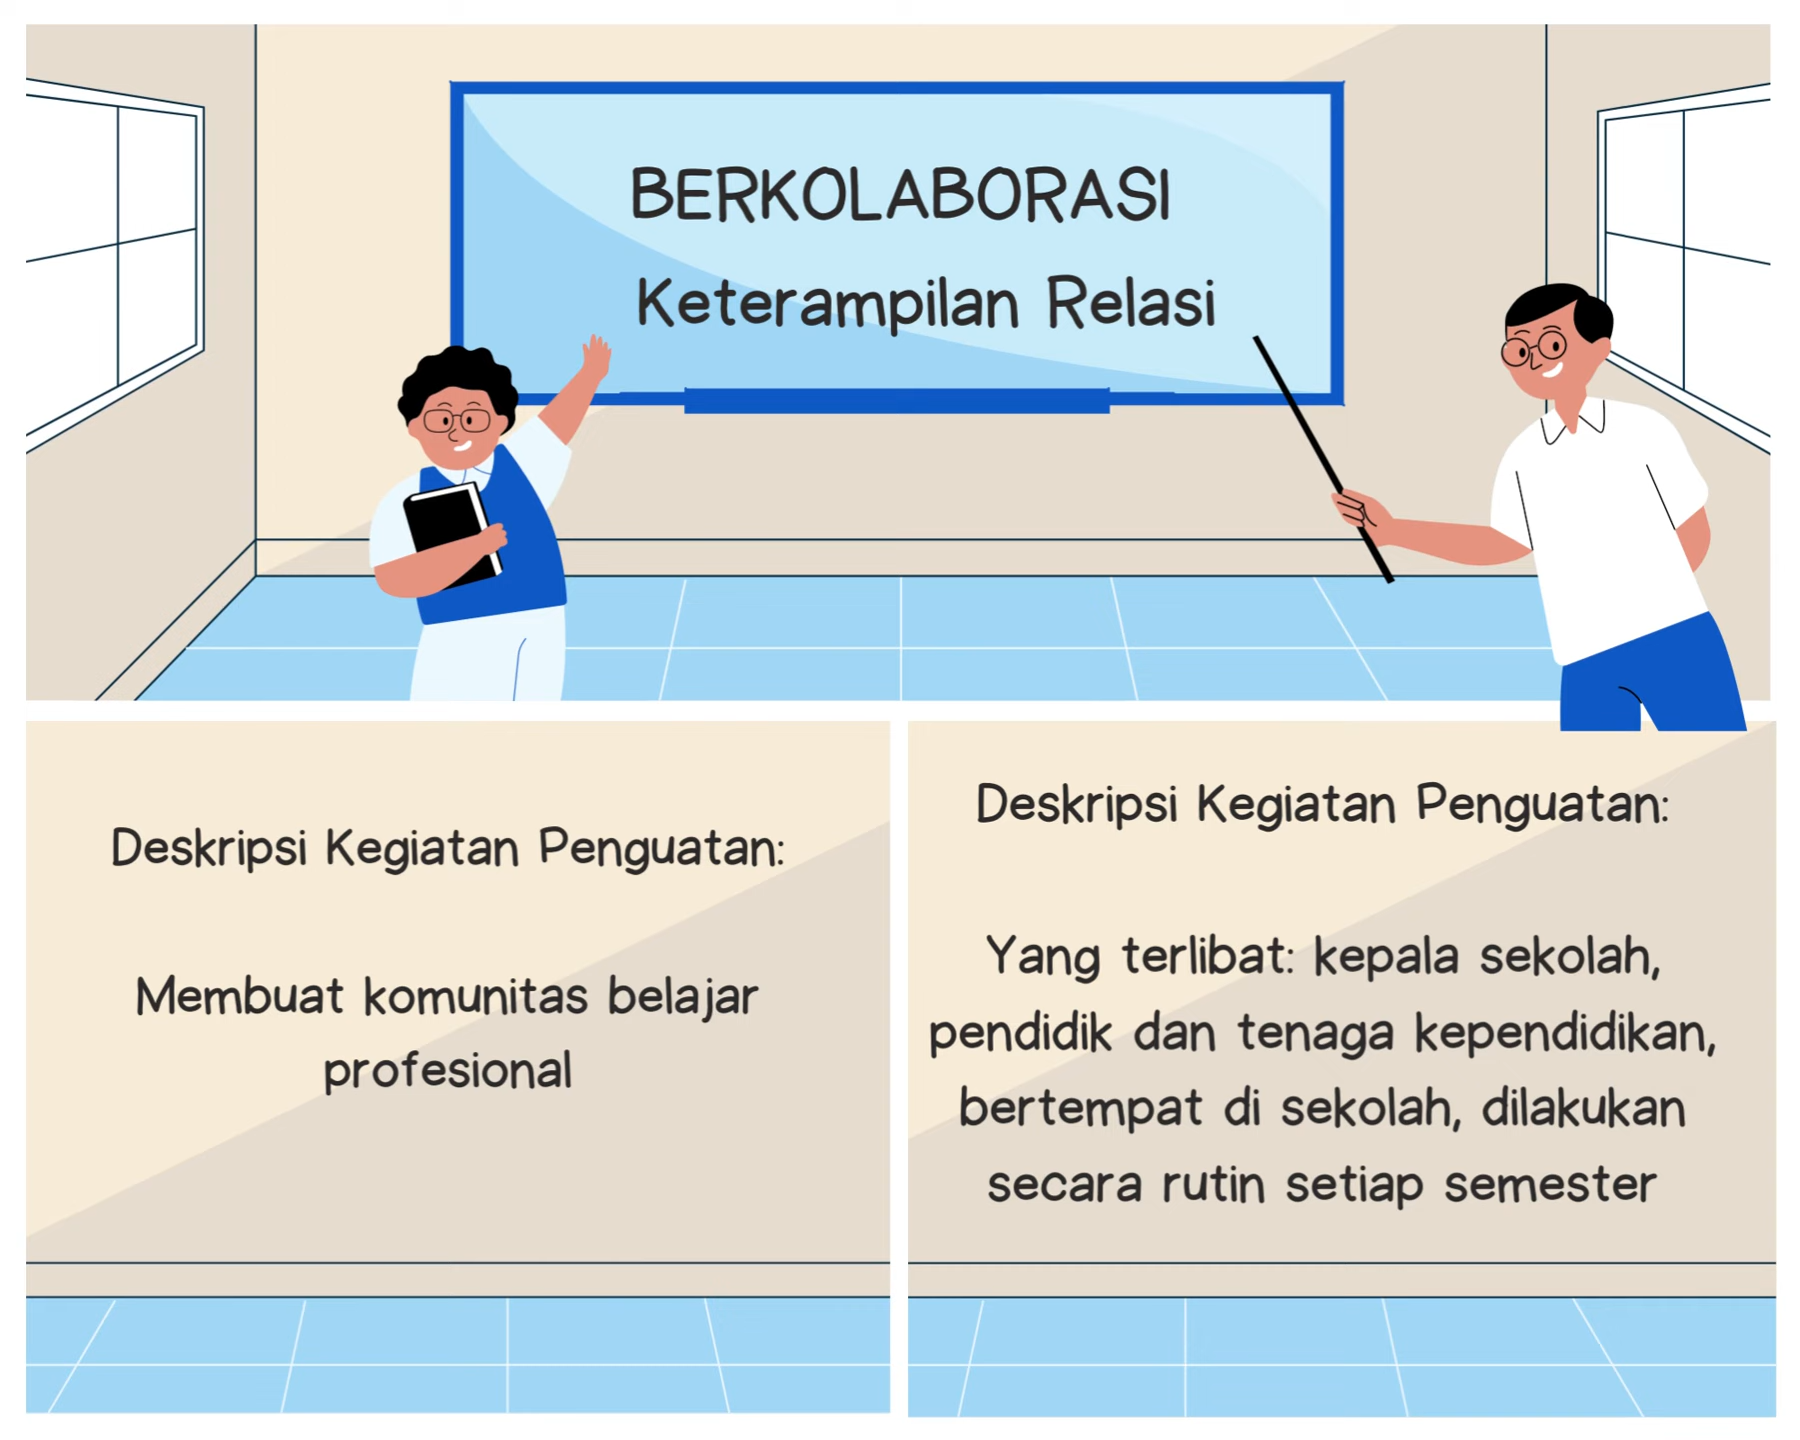 BERKOLABORASI
Keterampilan Relasi
Deskripsi Kegiatan Penguatan:
Membuat komunitas belajar
profesional
Deskripsi Kegiatan Penguatan:
Yang terlibat: kepala sekolah,
pendidik dan tenaga kependidikan,
bertempat di sekolah, dilakukan
secara rutin setiap semester